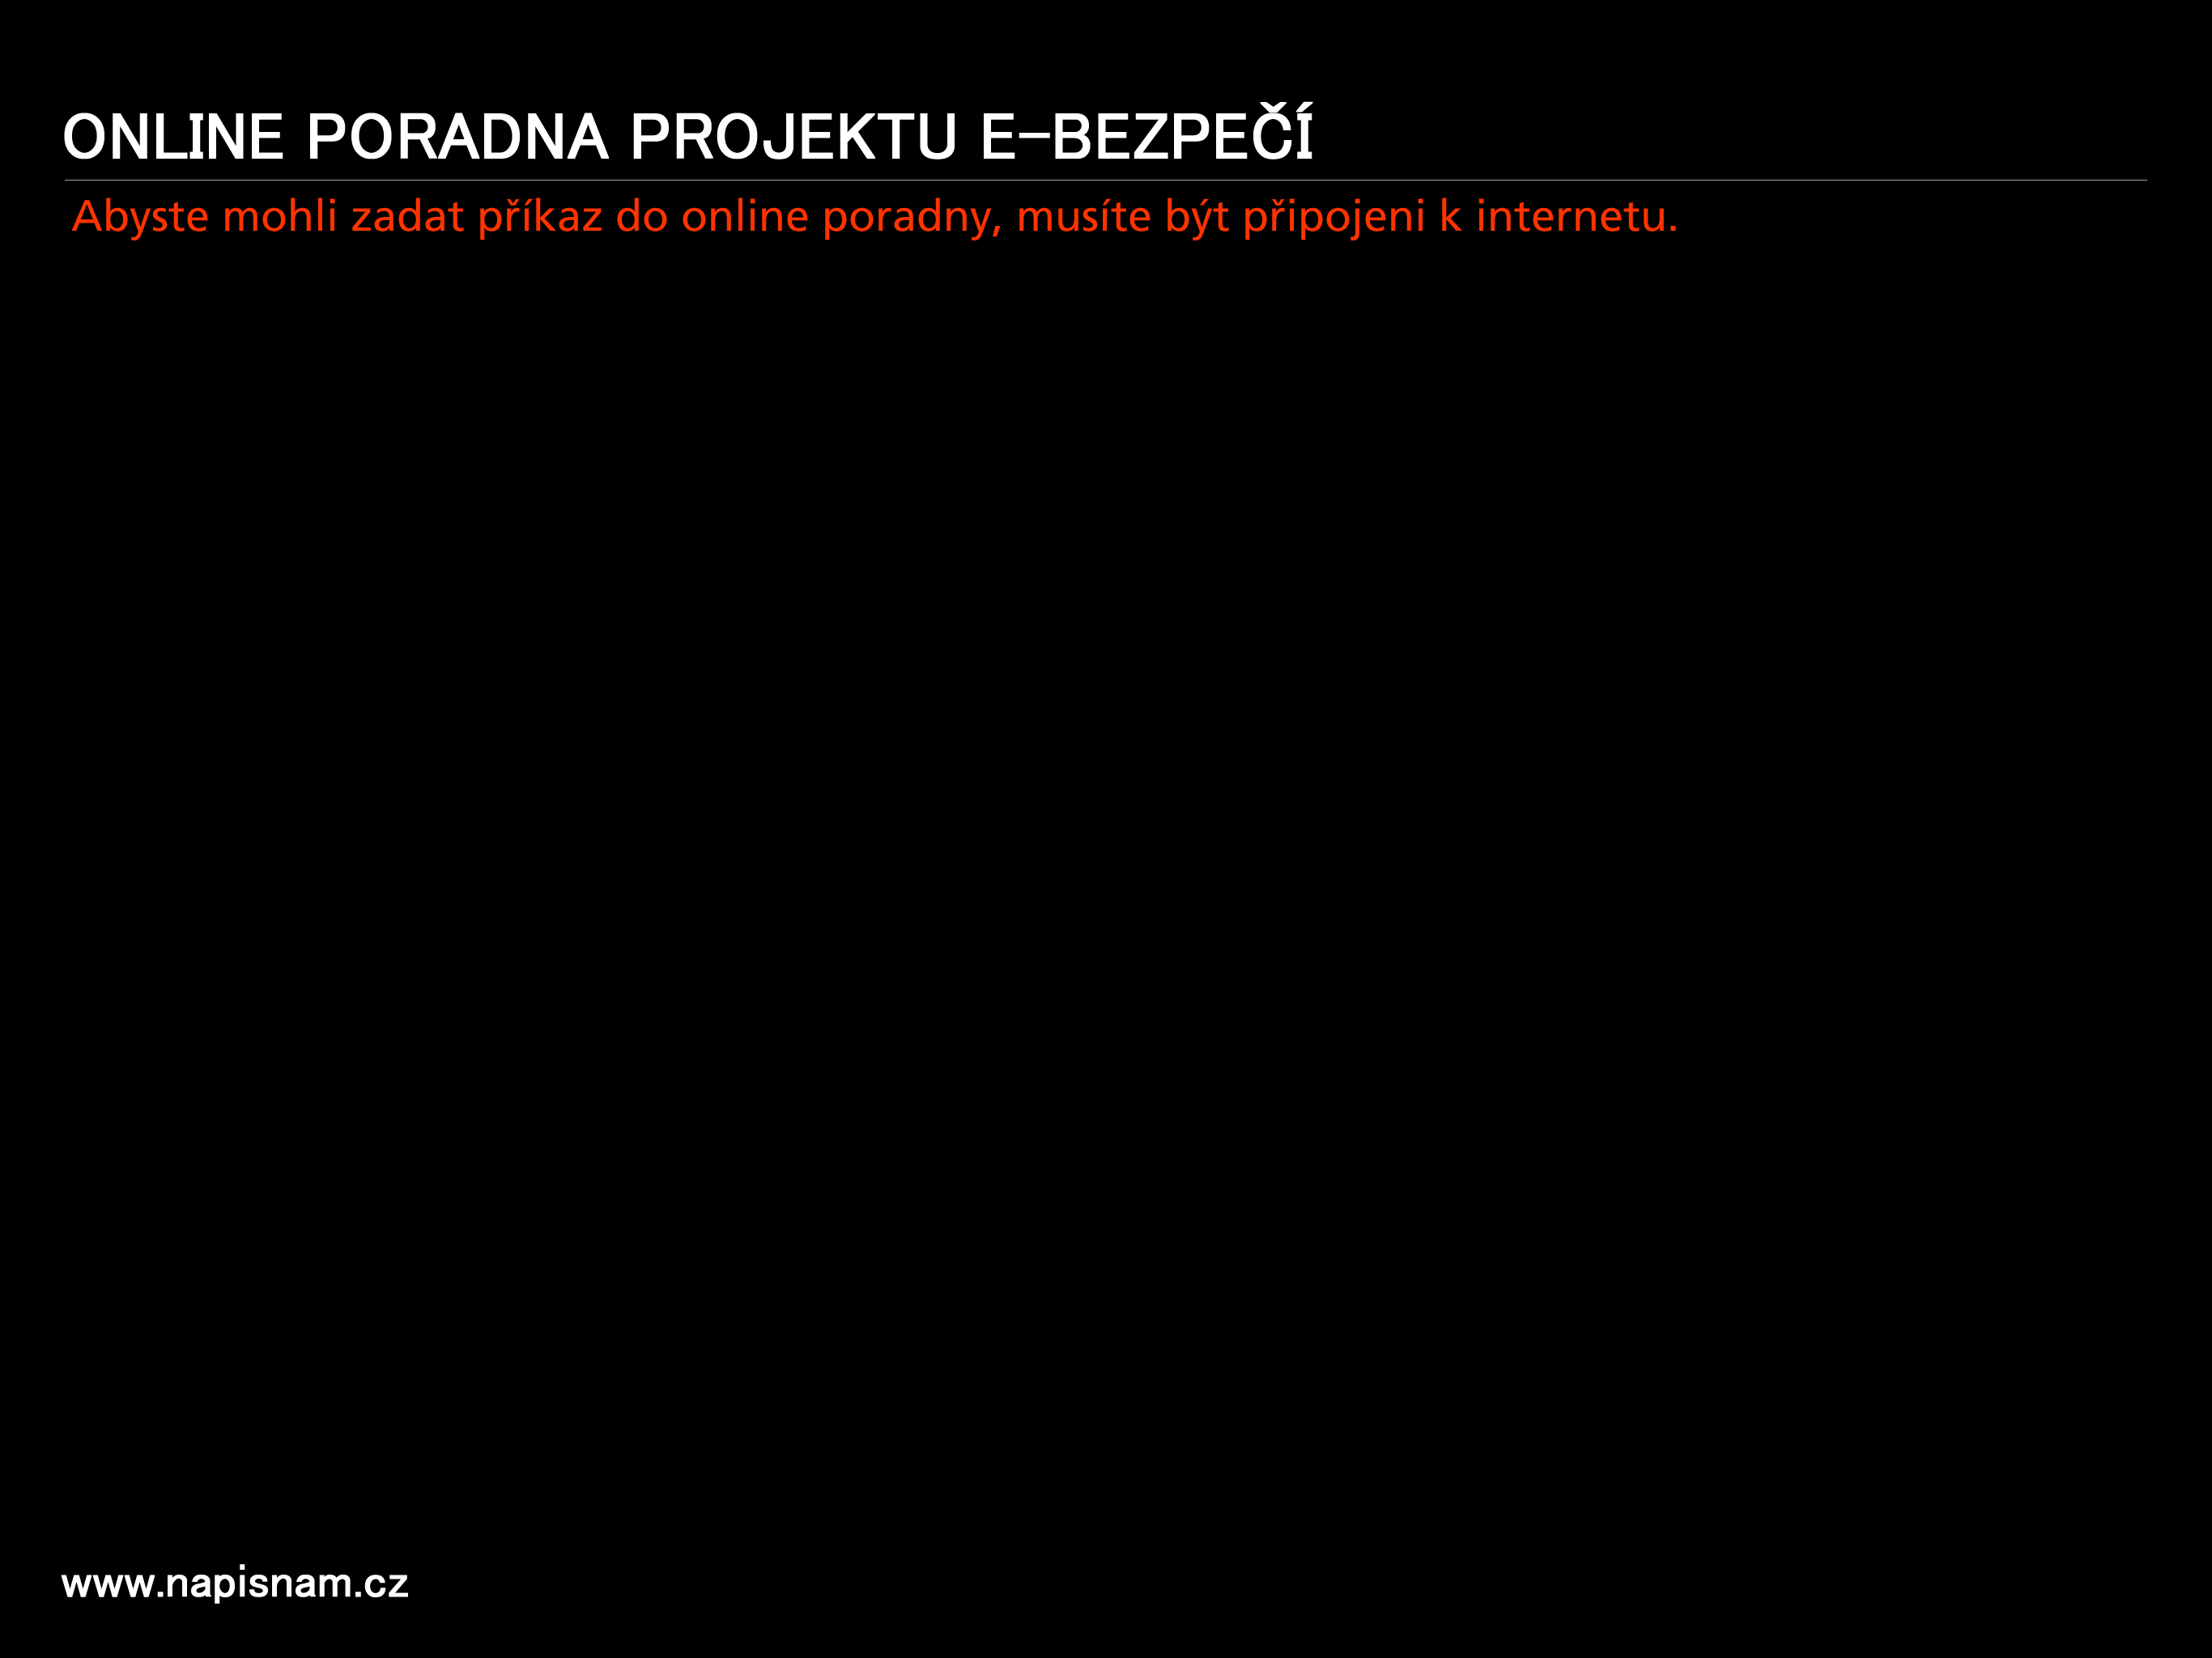 ONLINE PORADNA PROJEKTU E-BEZPEČÍ
Abyste mohli zadat příkaz do online poradny, musíte být připojeni k internetu.
www.napisnam.cz